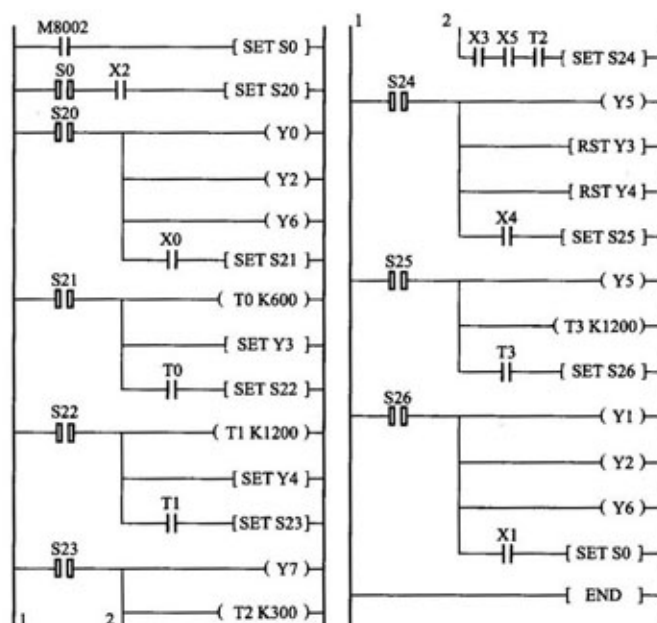 M8002
[ SET S0 ]
S0 X2
[ SET S20 ]
S20
( Y0 )
( Y2 )
( Y6 )
X0
[ SET S21 ]
S21
( T0 K600 )
[ SET Y3 ]
T0
[ SET S22 ]
S22
( T1 K1200 )
[ SET Y4 ]
T1
[ SET S23 ]
S23
( Y7 )
( T2 K300 )
1 2
1 2
X3 X5 T2
[ SET S24 ]
S24
( Y5 )
[ RST Y3 ]
[ RST Y4 ]
X4
[ SET S25 ]
S25
( Y5 )
( T3 K1200 )
T3
[ SET S26 ]
S26
( Y1 )
( Y2 )
( Y6 )
X1
[ SET S0 ]
[ END ]